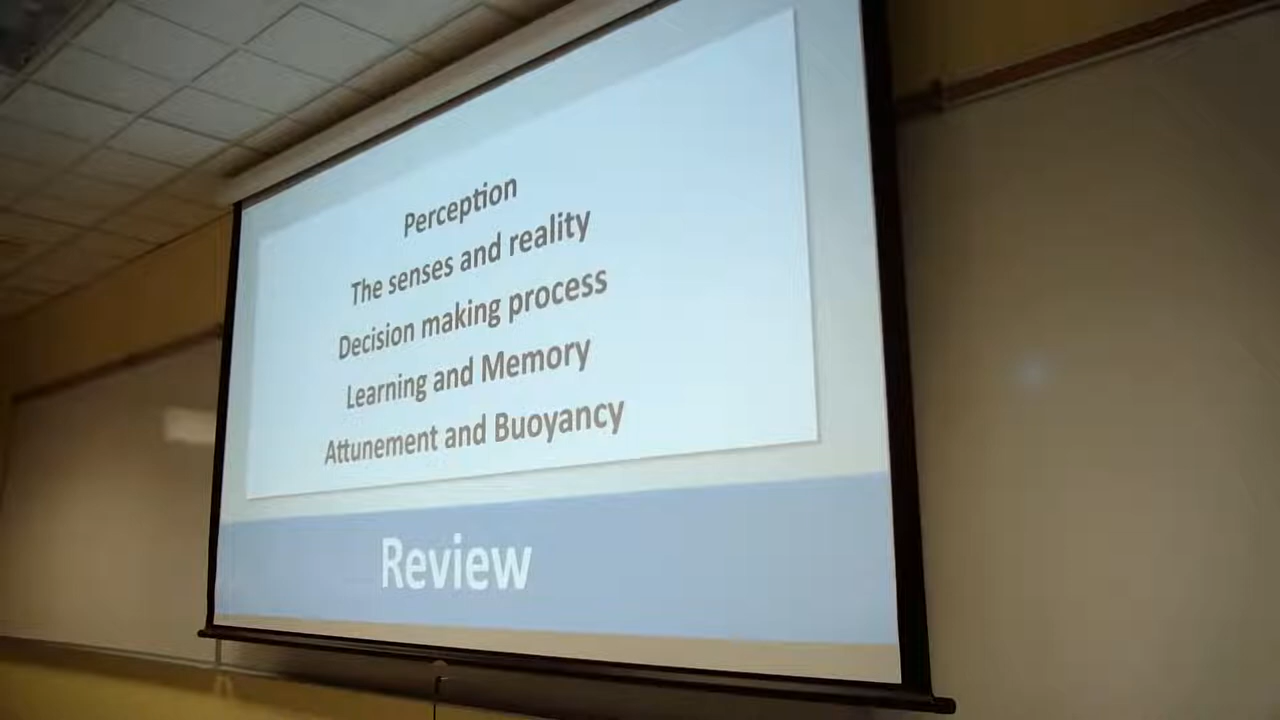 Perception
The senses and reality
Decision making process
Learning and Memory
Attunement and Buoyancy
Review